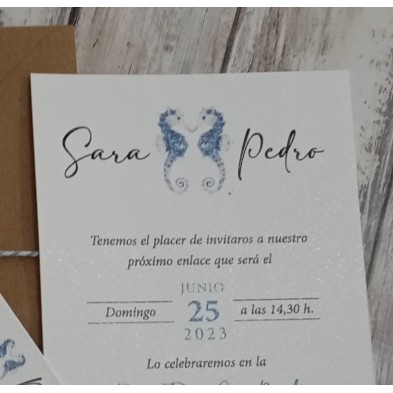 Sara Pedro
Tenemos el placer de invitaros a nuestro
próximo enlace que será el
JUNIO
Domingo 25 a las 14,30 h.
2023
Lo celebraremos en la